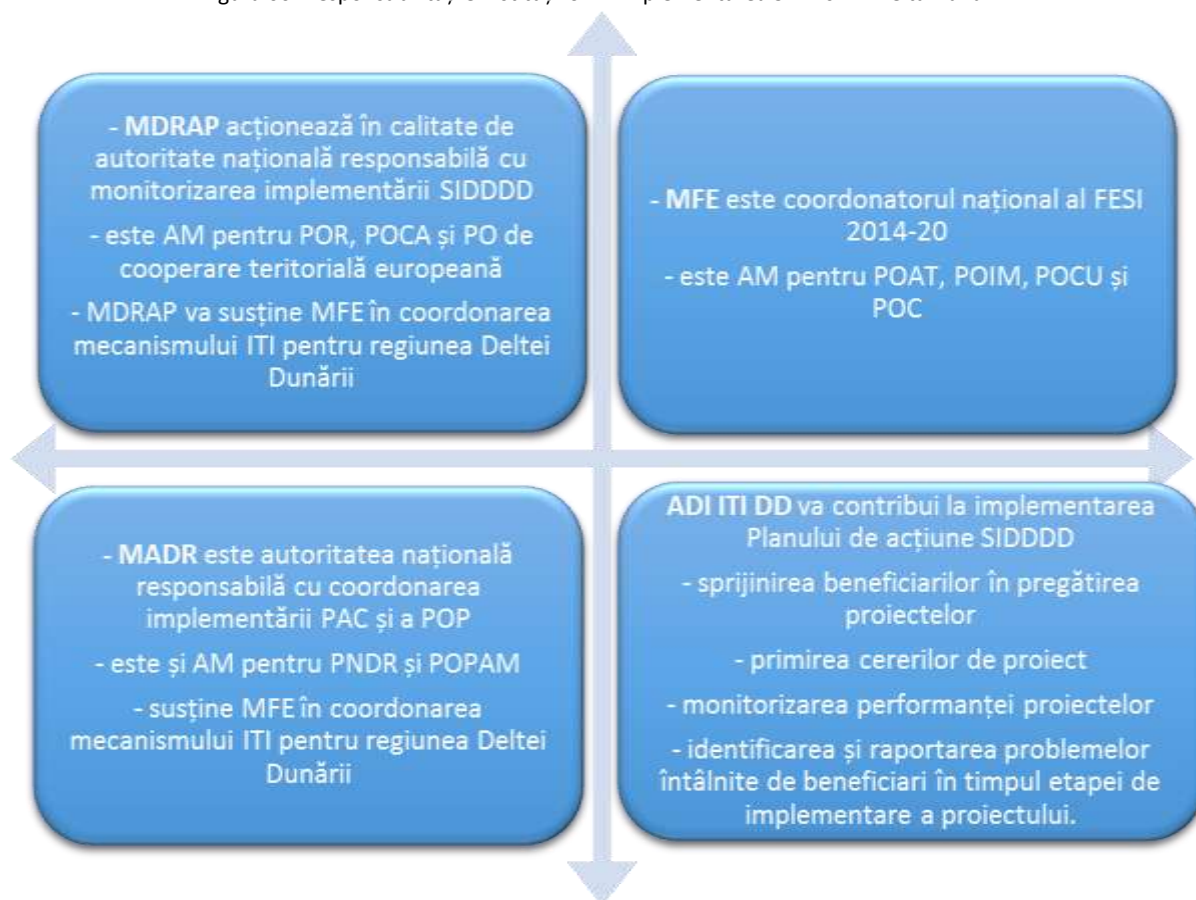 - MDRAP acționează în calitate de
autoritate națională responsabilă cu
monitorizarea implementării SIDDDD
- este AM pentru POR, POCA și PO de
cooperare teritorială europeană
- MDRAP va susține MFE în coordonarea
mecanismului ITI pentru regiunea Deltei
Dunării
- MFE este coordonatorul național al FESI
2014-20
- este AM pentru POAT, POIM, POCU și
POC
- MADR este autoritatea națională
responsabilă cu coordonarea
implementării PAC și a POP
- este și AM pentru PNDR și POPAM
- susține MFE în coordonarea
mecanismului ITI pentru regiunea Deltei
Dunării
ADI ITI DD va contribui la implementarea
Planului de acțiune SIDDDD
- sprijinirea beneficiarilor în pregătirea
proiectelor
- primirea cererilor de proiect
- monitorizarea performanței proiectelor
- identificarea și raportarea problemelor
întâlnite de beneficiari în timpul etapei de
implementare a proiectului.